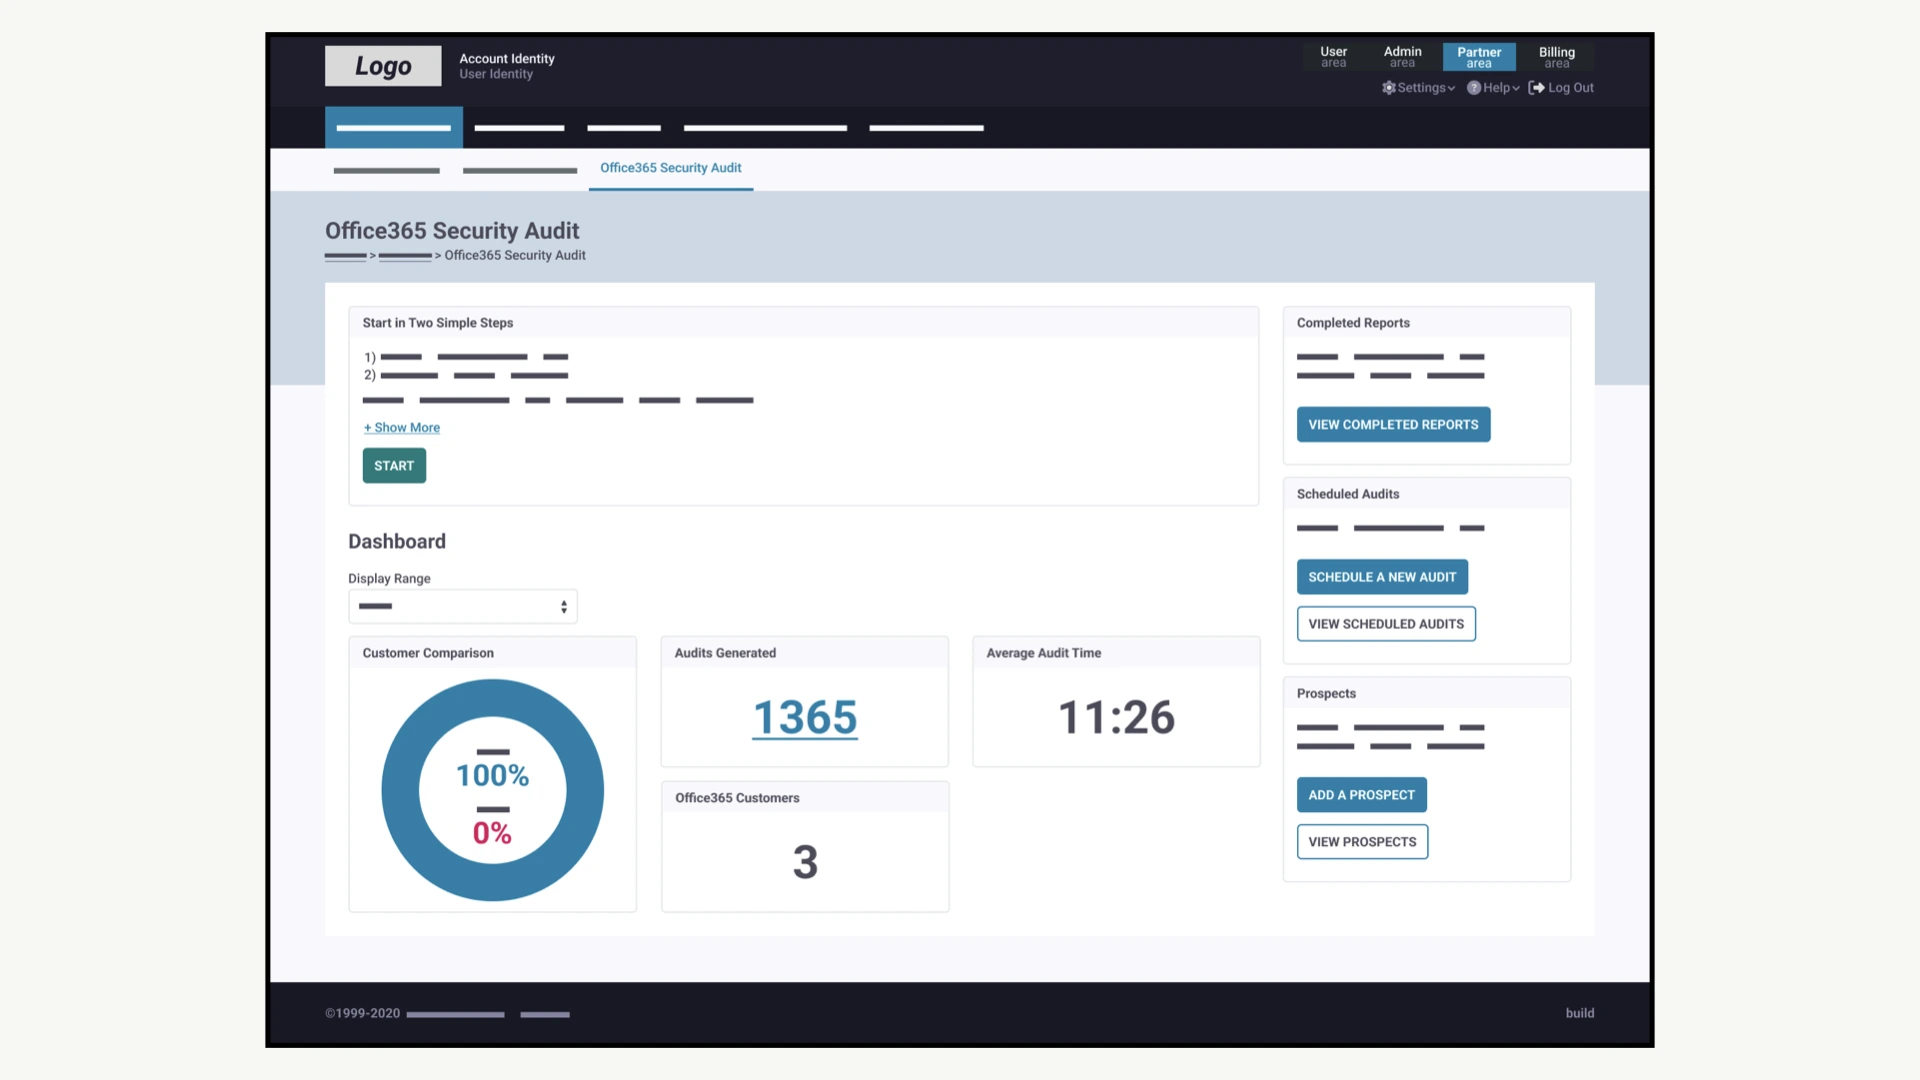 Logo
Account Identity
User Identity
User area
Admin area
Partner area
Billing area
Settings
Help
Log Out
Office365 Security Audit
Office365 Security Audit
> > Office365 Security Audit
Start in Two Simple Steps
1)
2)
+ Show More
START
Dashboard
Display Range
Customer Comparison
100%
0%
Audits Generated
1365
Average Audit Time
11:26
Office365 Customers
3
Completed Reports
VIEW COMPLETED REPORTS
Scheduled Audits
SCHEDULE A NEW AUDIT
VIEW SCHEDULED AUDITS
Prospects
ADD A PROSPECT
VIEW PROSPECTS
©1999-2020
build